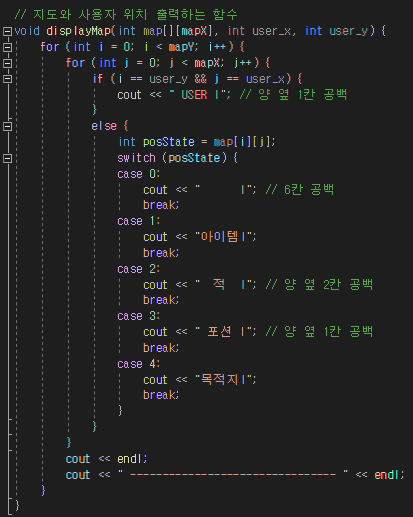 // 지도와 사용자 위치 출력하는 함수
void displayMap(int map[][mapX], int user_x, int user_y) {
    for (int i = 0; i < mapY; i++) {
        for (int j = 0; j < mapX; j++) {
            if (i == user_y && j == user_x) {
                cout << " USER |"; // 양 옆 1칸 공백
            }
            else {
                int posState = map[i][j];
                switch (posState) {
                case 0:
                    cout << "      |"; // 6칸 공백
                    break;
                case 1:
                    cout << "아이템|";
                    break;
                case 2:
                    cout << "  적  |"; // 양 옆 2칸 공백
                    break;
                case 3:
                    cout << " 포션 |"; // 양 옆 1칸 공백
                    break;
                case 4:
                    cout << "목적지|";
                    break;
                }
            }
        }
        cout << endl;
        cout << " -------------------------------- " << endl;
    }
}